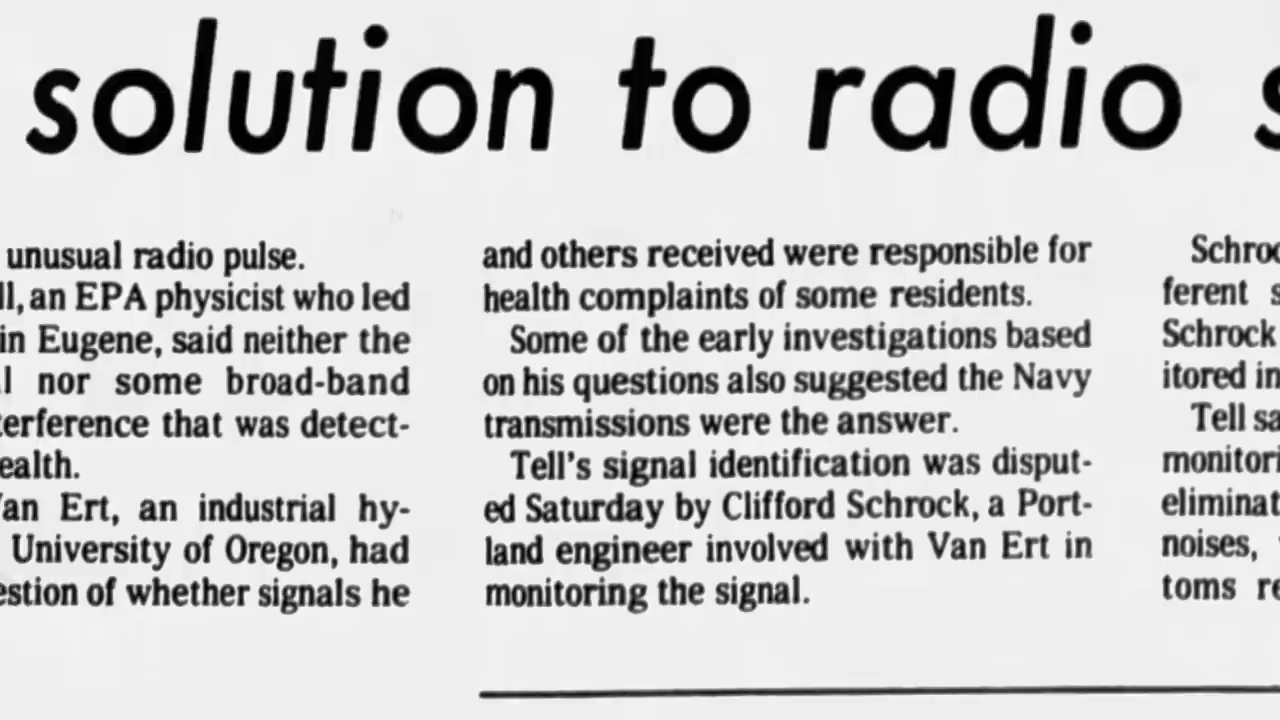 solution to radio s
unusual radio pulse.
ll, an EPA physicist who led
in Eugene, said neither the
l nor some broad-band
terference that was detect-
ealth.
Van Ert, an industrial hy-
University of Oregon, had
estion of whether signals he
and others received were responsible for
health complaints of some residents.
Some of the early investigations based
on his questions also suggested the Navy
transmissions were the answer.
Tell's signal identification was disput-
ed Saturday by Clifford Schrock, a Port-
land engineer involved with Van Ert in
monitoring the signal.
Schroc
ferent s
Schrock
itored in
Tell sa
monitori
eliminat
noises,
toms re